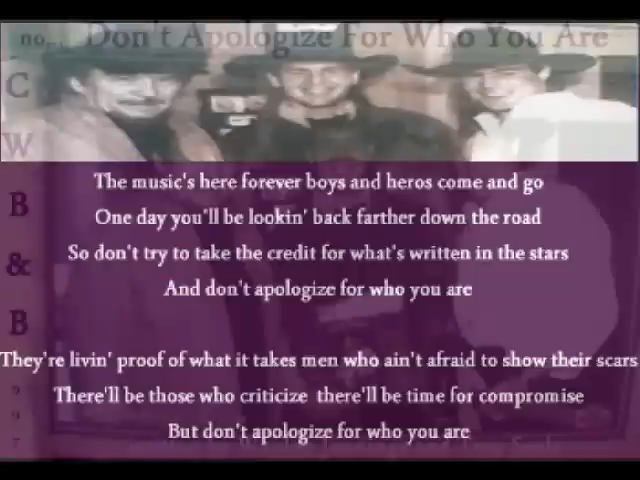 no. Don't Apologize For Who You Are
C
W
B
&
B
The music's here forever boys and heros come and go
One day you'll be lookin' back farther down the road
So don't try to take the credit for what's written in the stars
And don't apologize for who you are
They're livin' proof of what it takes men who ain't afraid to show their scars
There'll be those who criticize there'll be time for compromise
But don't apologize for who you are